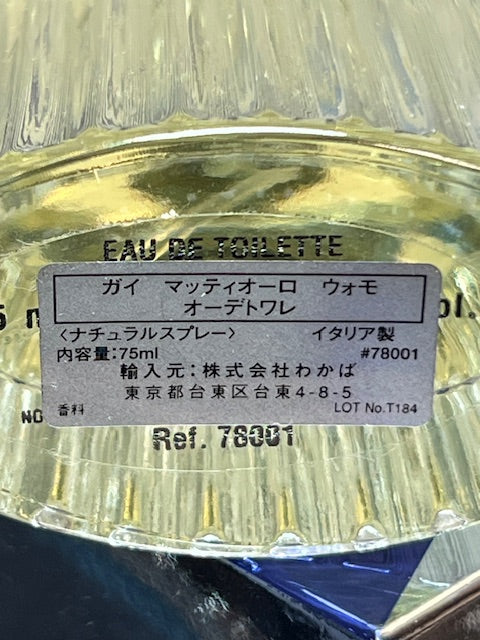 EAU DE TOILETTE
ガイ マッティオーロ ウォモ
オーデトワレ
〈ナチュラルスプレー〉 イタリア製
内容量:75ml #78001
輸入元:株式会社わかば
東京都台東区台東4-8-5
香料 LOT No.T184
Ref. 78001